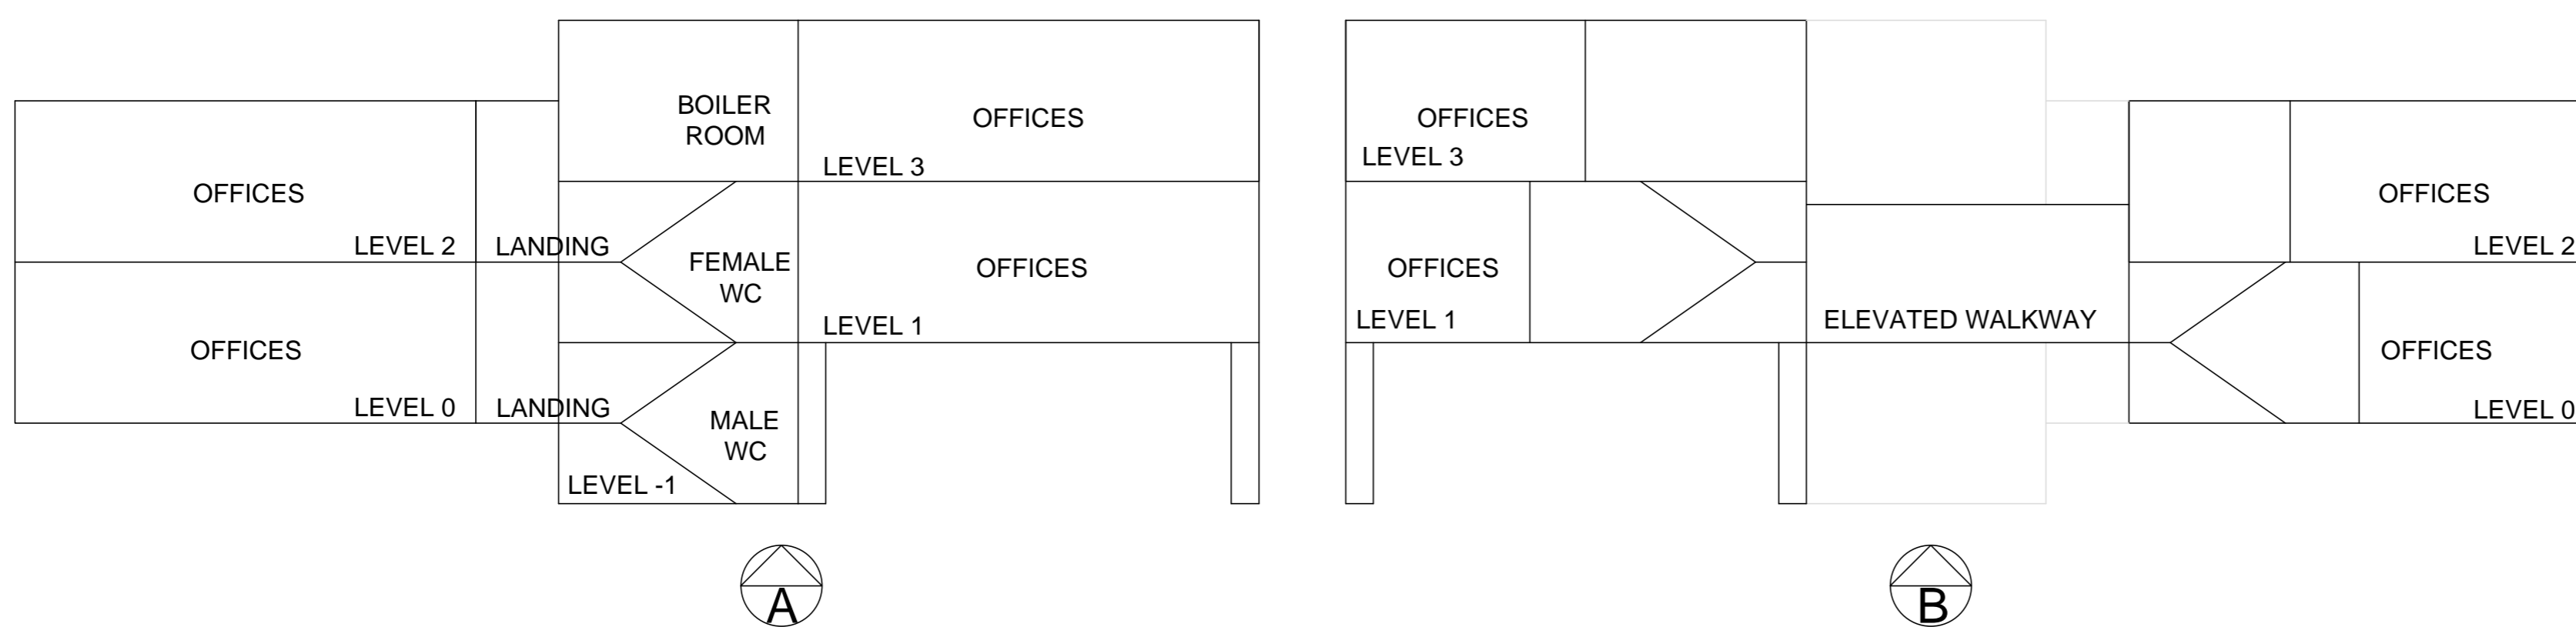 BOILER
ROOM
OFFICES
LEVEL 3
OFFICES
LEVEL 2
LANDING
FEMALE
WC
OFFICES
LEVEL 1
OFFICES
LEVEL 0
LANDING
MALE
WC
LEVEL -1
A
OFFICES
LEVEL 3
OFFICES
LEVEL 1
ELEVATED WALKWAY
OFFICES
LEVEL 2
OFFICES
LEVEL 0
B